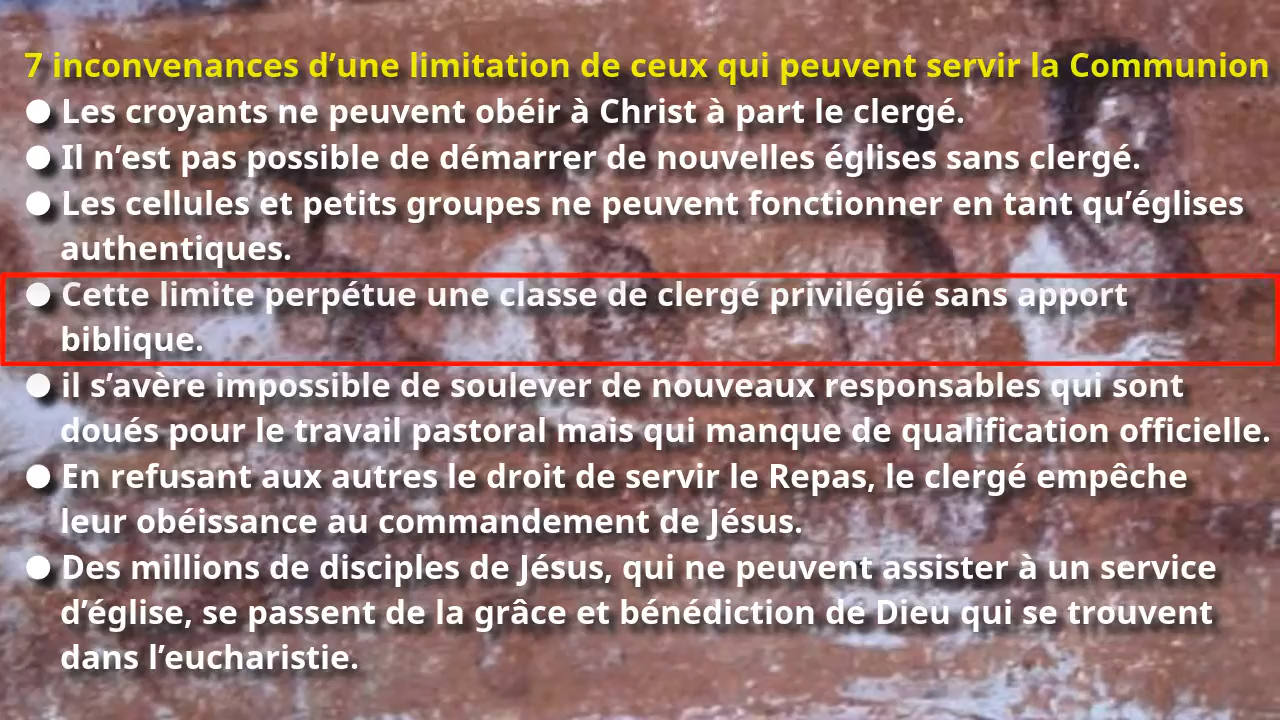 7 inconvenances d’une limitation de ceux qui peuvent servir la Communion
● Les croyants ne peuvent obéir à Christ à part le clergé.
● Il n’est pas possible de démarrer de nouvelles églises sans clergé.
● Les cellules et petits groupes ne peuvent fonctionner en tant qu’églises
authentiques.
● Cette limite perpétue une classe de clergé privilégié sans apport
biblique.
● il s’avère impossible de soulever de nouveaux responsables qui sont
doués pour le travail pastoral mais qui manque de qualification officielle.
● En refusant aux autres le droit de servir le Repas, le clergé empêche
leur obéissance au commandement de Jésus.
● Des millions de disciples de Jésus, qui ne peuvent assister à un service
d’église, se passent de la grâce et bénédiction de Dieu qui se trouvent
dans l’eucharistie.